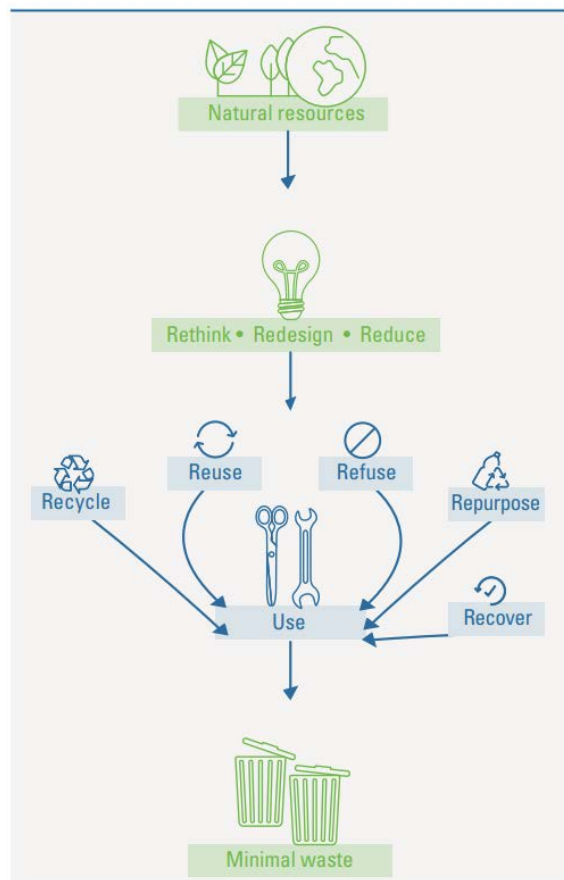 Natural resources
Rethink • Redesign • Reduce
Reuse
Refuse
Recycle
Repurpose
Recover
Use
Minimal waste